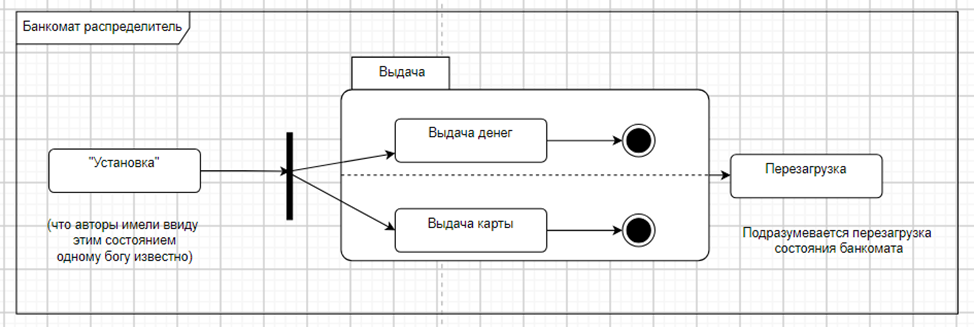 Банкомат распределитель
Выдача
Выдача денег
"Установка"
Перезагрузка
Выдача карты
(что авторы имели ввиду
этим состоянием
одному богу известно)
Подразумевается перезагрузка
состояния банкомата